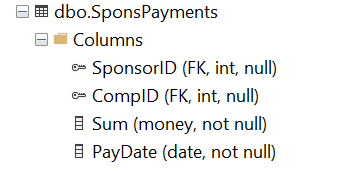 dbo.SponsPayments
Columns
SponsorID (FK, int, null)
CompID (FK, int, null)
Sum (money, not null)
PayDate (date, not null)